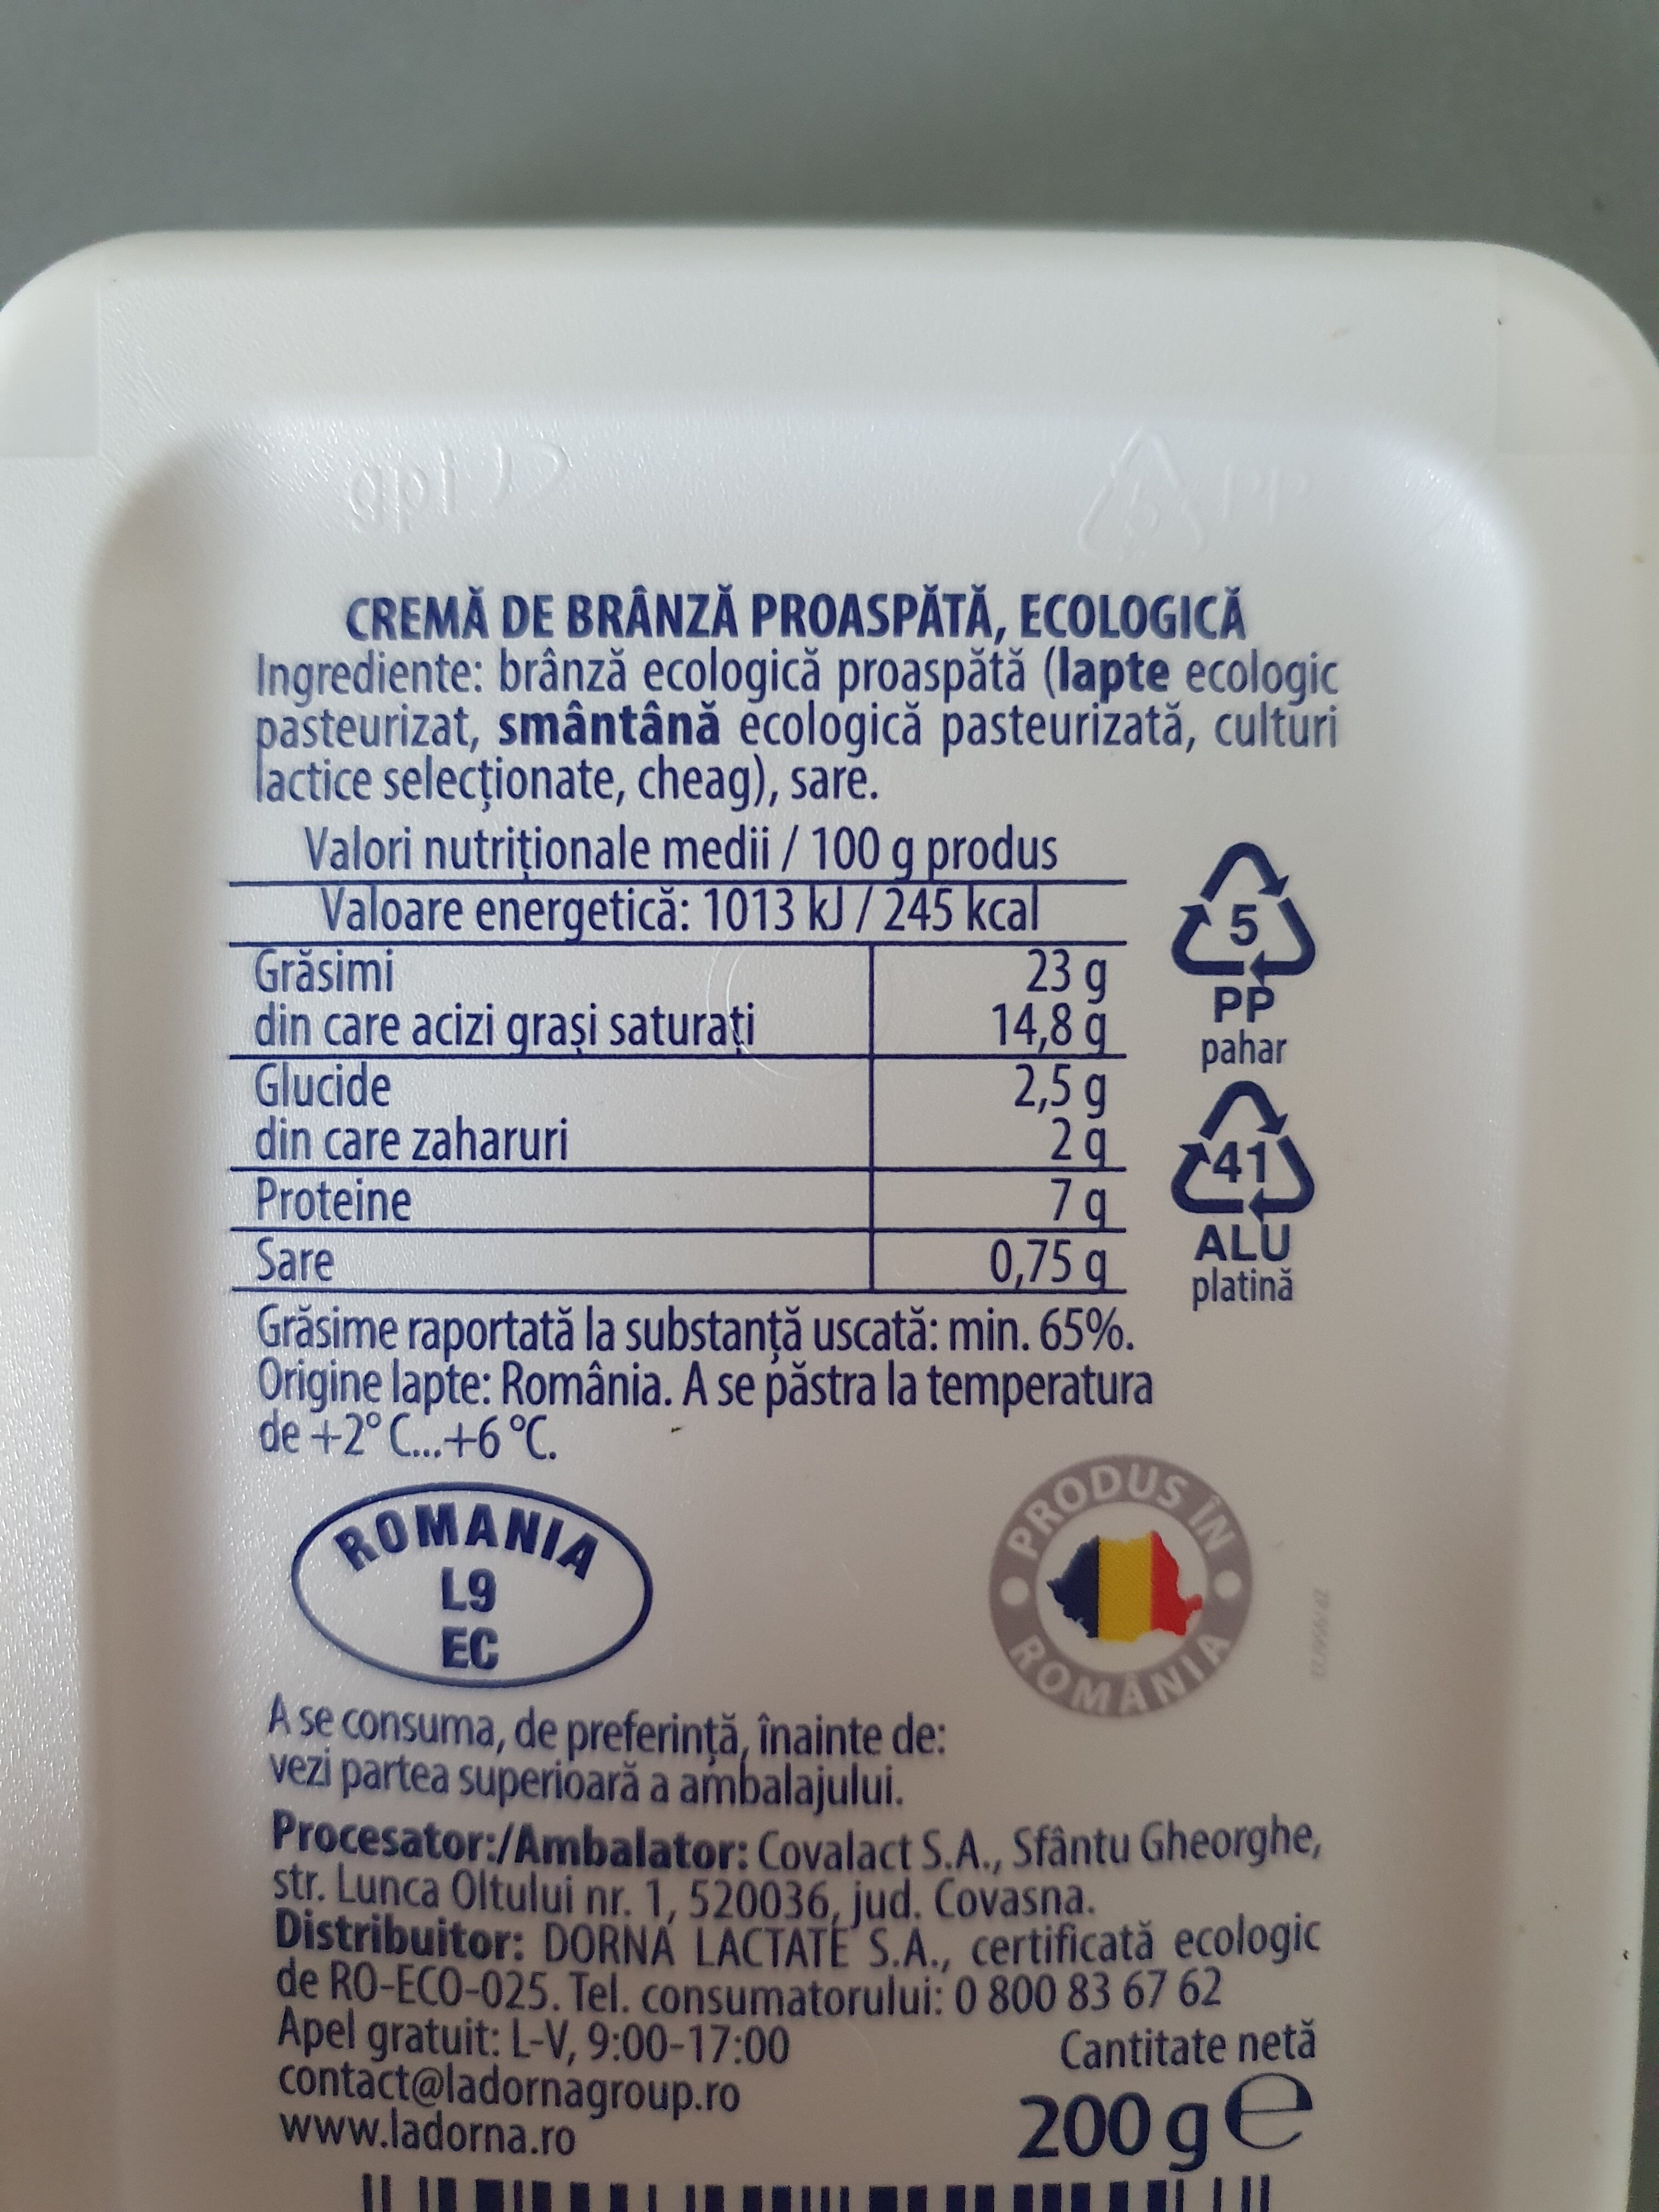 gpi
PP
CREMĂ DE BRÂNZĂ PROASPĂTĂ, ECOLOGICĂ
Ingrediente: brânză ecologică proaspătă (lapte ecologic
pasteurizat, smântână ecologică pasteurizată, culturi
lactice selecționate, cheag), sare.
Valori nutriționale medii / 100 g produs
Valoare energetică: 1013 kJ / 245 kcal
Grăsimi 23 g
din care acizi grași saturați 14,8 g
Glucide 2,5 g
din care zaharuri 2 g
Proteine 7 g
Sare 0,75 g
5
PP
pahar
41
ALU
platină
Grăsime raportată la substanță uscată: min. 65%.
Origine lapte: România. A se păstra la temperatura
de +2° C...+6 °C.
ROMANIA
L9
EC
PRODUS ÎN
ROMÂNIA
A se consuma, de preferință, înainte de:
vezi partea superioară a ambalajului.
Procesator:/Ambalator: Covalact S.A., Sfântu Gheorghe,
str. Lunca Oltului nr. 1, 520036, jud. Covasna.
Distribuitor: DORNA LACTATE S.A., certificată ecologic
de RO-ECO-025. Tel. consumatorului: 0 800 83 67 62
Apel gratuit: L-V, 9:00-17:00
contact@ladornagroup.ro
www.ladorna.ro
Cantitate netă
200 g e